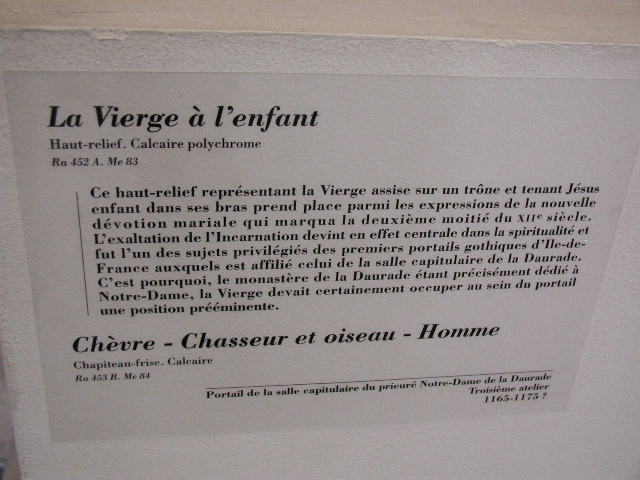 La Vierge à l'enfant
Haut-relief. Calcaire polychrome
Ra 452 A. Me 83
Ce haut-relief représentant la Vierge assise sur un trône et tenant Jésus
enfant dans ses bras prend place parmi les expressions de la nouvelle
dévotion mariale qui marqua la deuxième moitié du XIIe siècle.
L'exaltation de l'Incarnation devint en effet centrale dans la spiritualité et
fut l'un des sujets privilégiés des premiers portails gothiques d'Ile-de-
France auxquels est affilié celui de la salle capitulaire de la Daurade.
C'est pourquoi, le monastère de la Daurade étant précisément dédié à
Notre-Dame, la Vierge devait certainement occuper au sein du portail
une position prééminente.
Chèvre - Chasseur et oiseau - Homme
Chapiteau-frise. Calcaire
Ra 453 B. Me 84
Portail de la salle capitulaire du prieuré Notre-Dame de la Daurade
Troisième atelier
1165-1175 ?